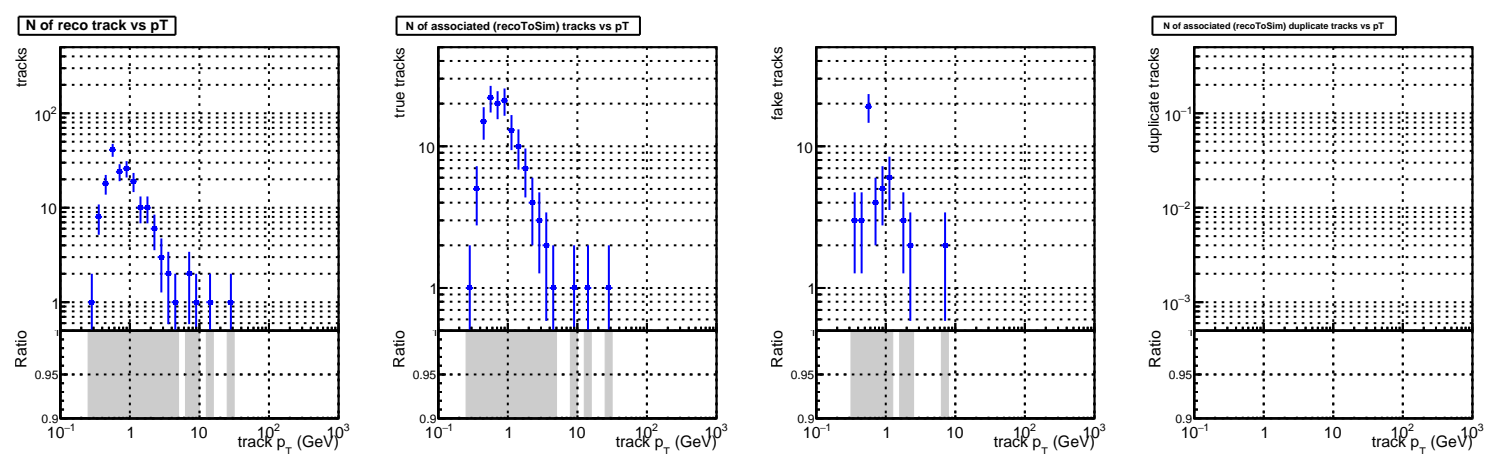 N of reco track vs pT
tracks
10²
10
1
Ratio
1
0.95
0.9
10⁻¹ 1 10 10² 10³
track p_T (GeV)
N of associated (recoToSim) tracks vs pT
true tracks
10
1
Ratio
1
0.95
0.9
10⁻¹ 1 10 10² 10³
track p_T (GeV)
fake tracks
10
1
Ratio
1
0.95
0.9
10⁻¹ 1 10 10² 10³
track p_T (GeV)
N of associated (recoToSim) duplicate tracks vs pT
duplicate tracks
10⁻¹
10⁻²
10⁻³
Ratio
1
0.95
0.9
10⁻¹ 1 10 10² 10³
track p_T (GeV)